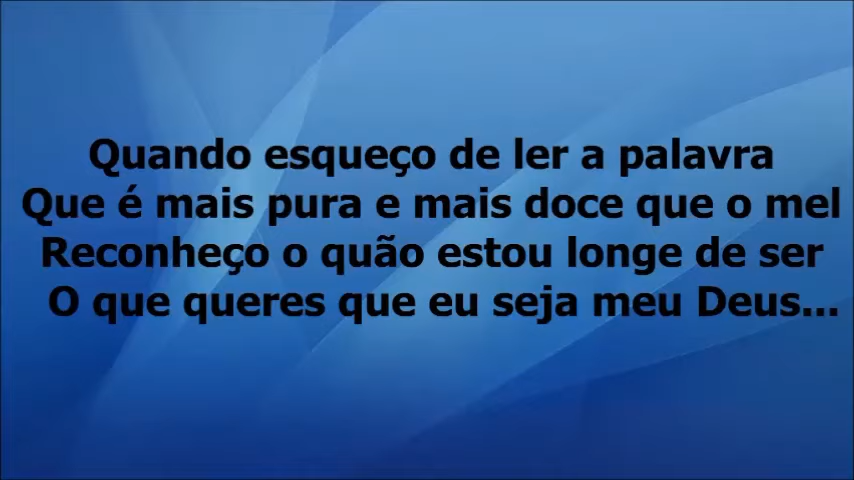 Quando esqueço de ler a palavra
Que é mais pura e mais doce que o mel
Reconheço o quão estou longe de ser
O que queres que eu seja meu Deus...